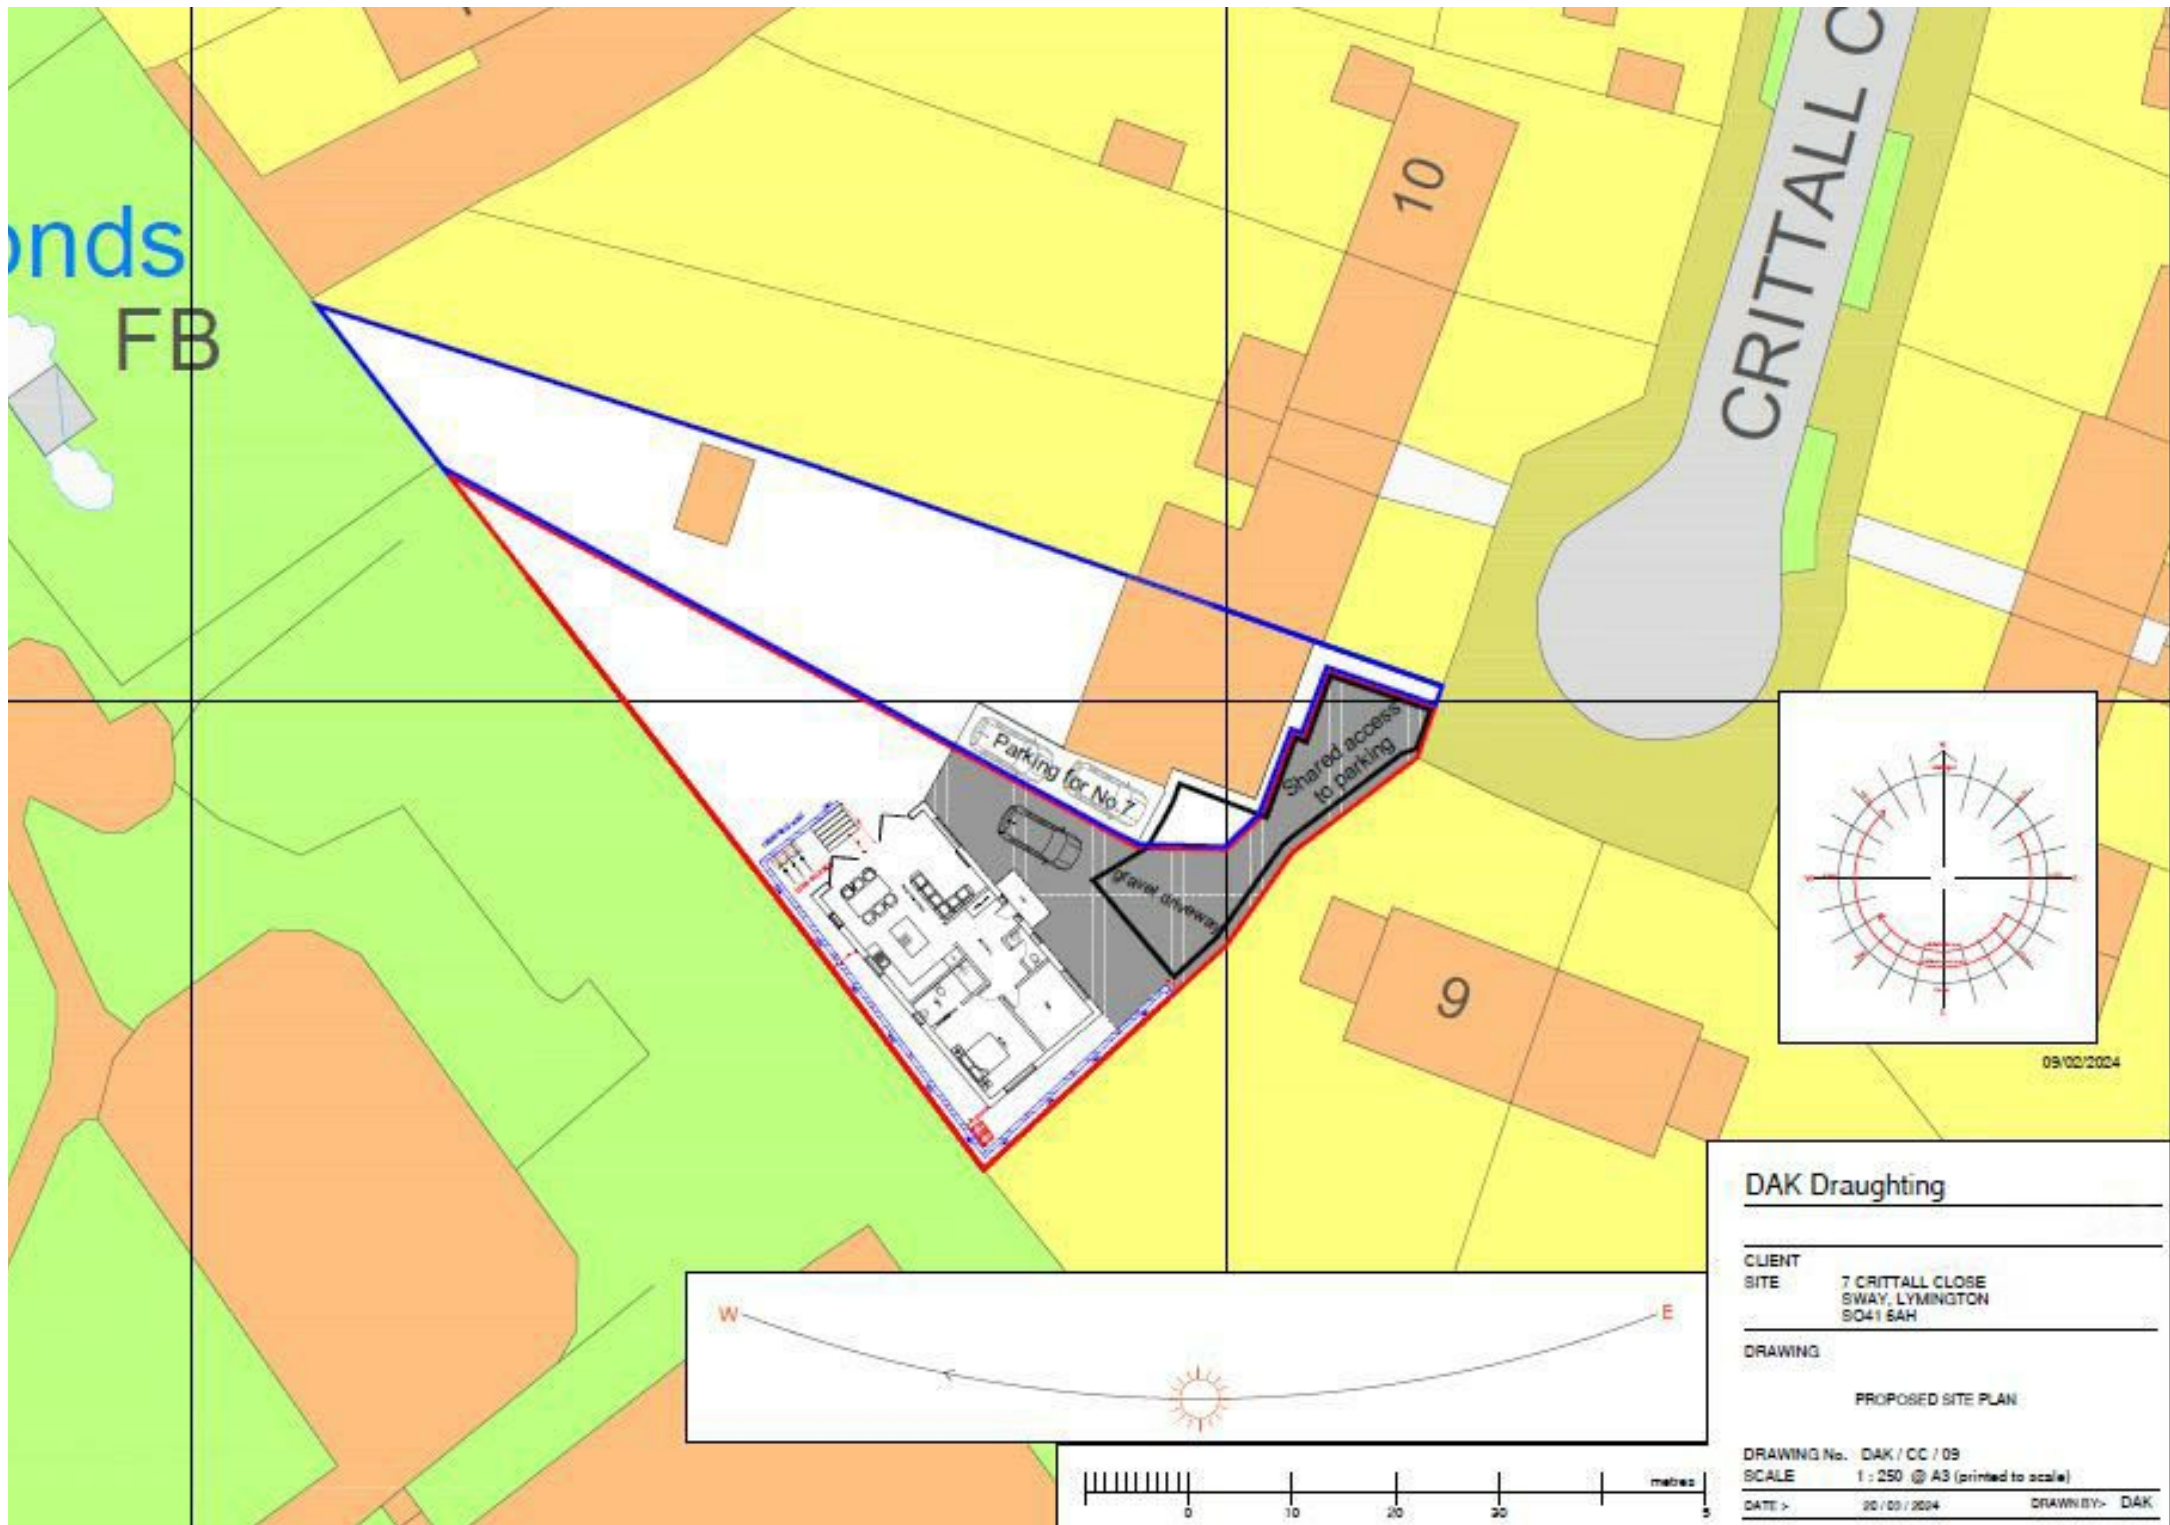 onds
FB
10
CRITTALL C
Parking for No.7
Shared access
to parking
gravel driveway
9
09/02/2024
DAK Draughting
CLIENT
SITE 7 CRITTALL CLOSE
SWAY, LYMINGTON
SO41 6AH
DRAWING
PROPOSED SITE PLAN
DRAWING No. DAK / CC / 09
SCALE 1 : 250 @ A3 (printed to scale)
DATE > 20 / 03 / 2024 DRAWN BY> DAK
W E
metres
0 10 20 30 5